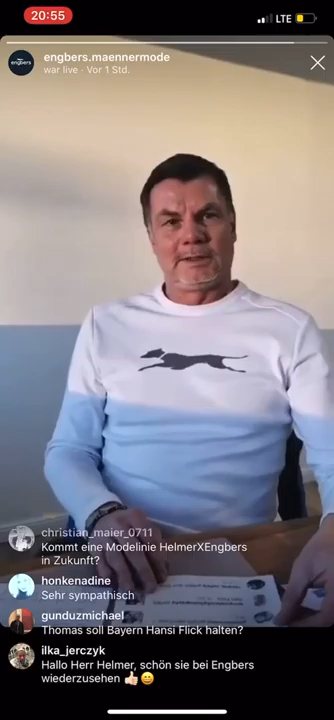 20:55
LTE
engbers.maennermode
war live · Vor 1 Std.
engbers
christian_maier_0711
Kommt eine Modelinie HelmerXEngbers
in Zukunft?
honkenadine
Sehr sympathisch
gunduzmichael
Thomas soll Bayern Hansi Flick halten?
ilka_jerczyk
Hallo Herr Helmer, schön sie bei Engbers
wiederzusehen 👍🏻😄